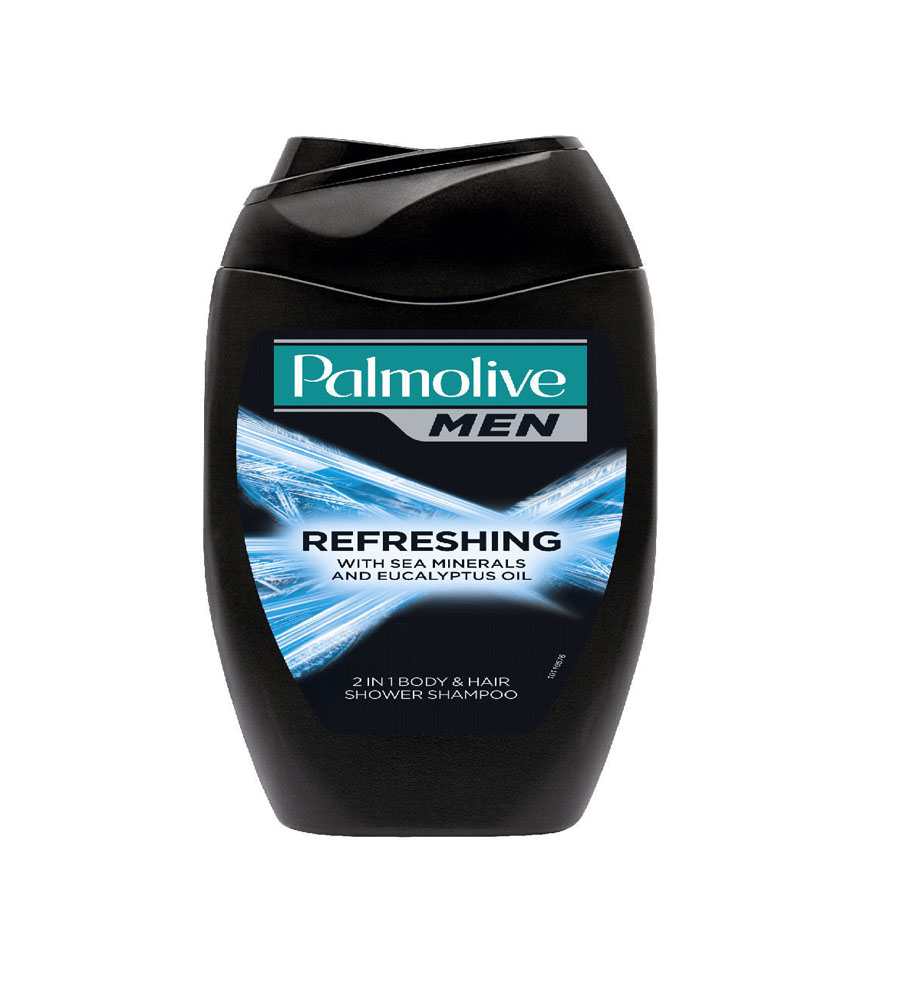 Palmolive
MEN
REFRESHING
WITH SEA MINERALS
AND EUCALYPTUS OIL
2 IN 1 BODY & HAIR
SHOWER SHAMPOO